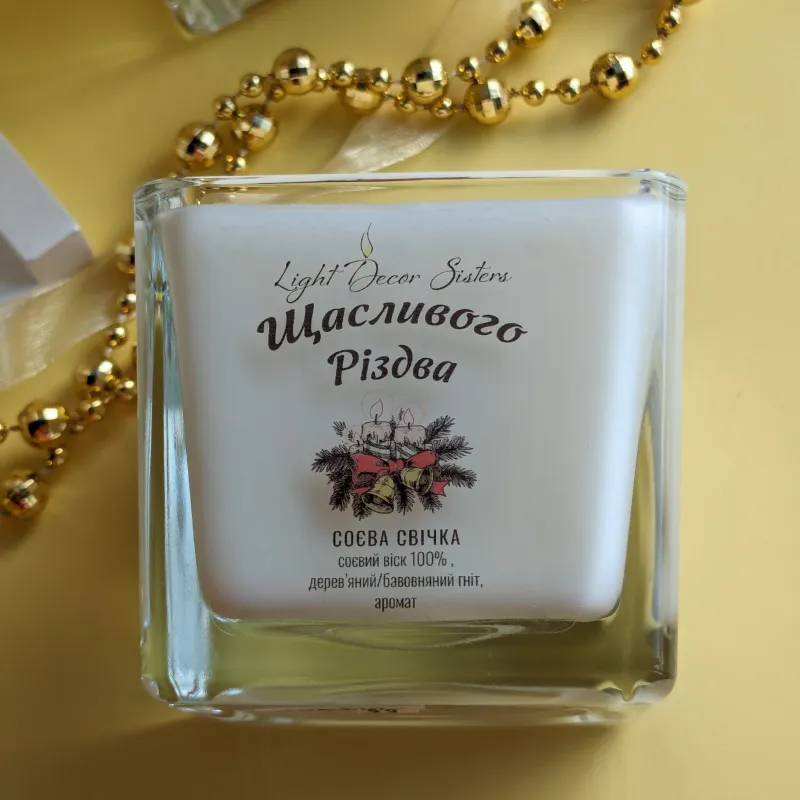 Light Decor Sisters
Щасливого
Різдва
СОЄВА СВІЧКА
соєвий віск 100% ,
дерев'яний/бавовняний гніт,
аромат